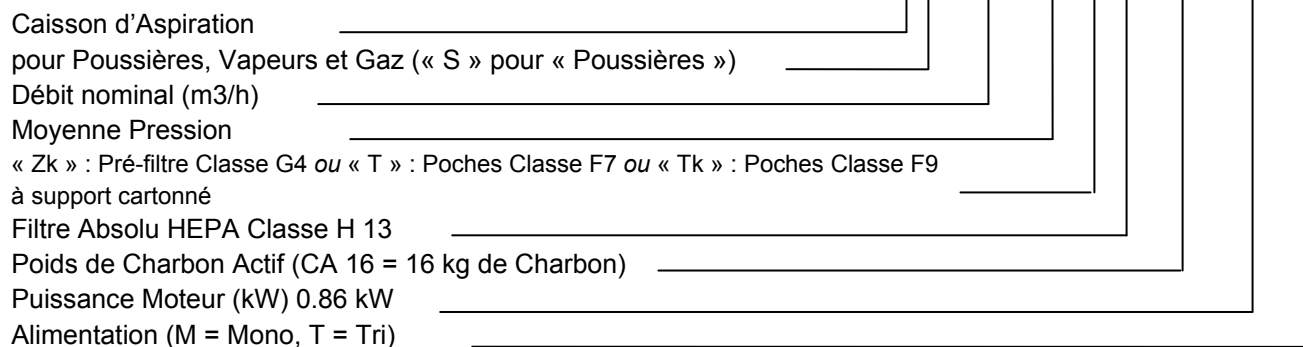 Caisson d’Aspiration
pour Poussières, Vapeurs et Gaz (« S » pour « Poussières »)
Débit nominal (m3/h)
Moyenne Pression
« Zk » : Pré-filtre Classe G4 ou « T » : Poches Classe F7 ou « Tk » : Poches Classe F9
à support cartonné
Filtre Absolu HEPA Classe H 13
Poids de Charbon Actif (CA 16 = 16 kg de Charbon)
Puissance Moteur (kW) 0.86 kW
Alimentation (M = Mono, T = Tri)